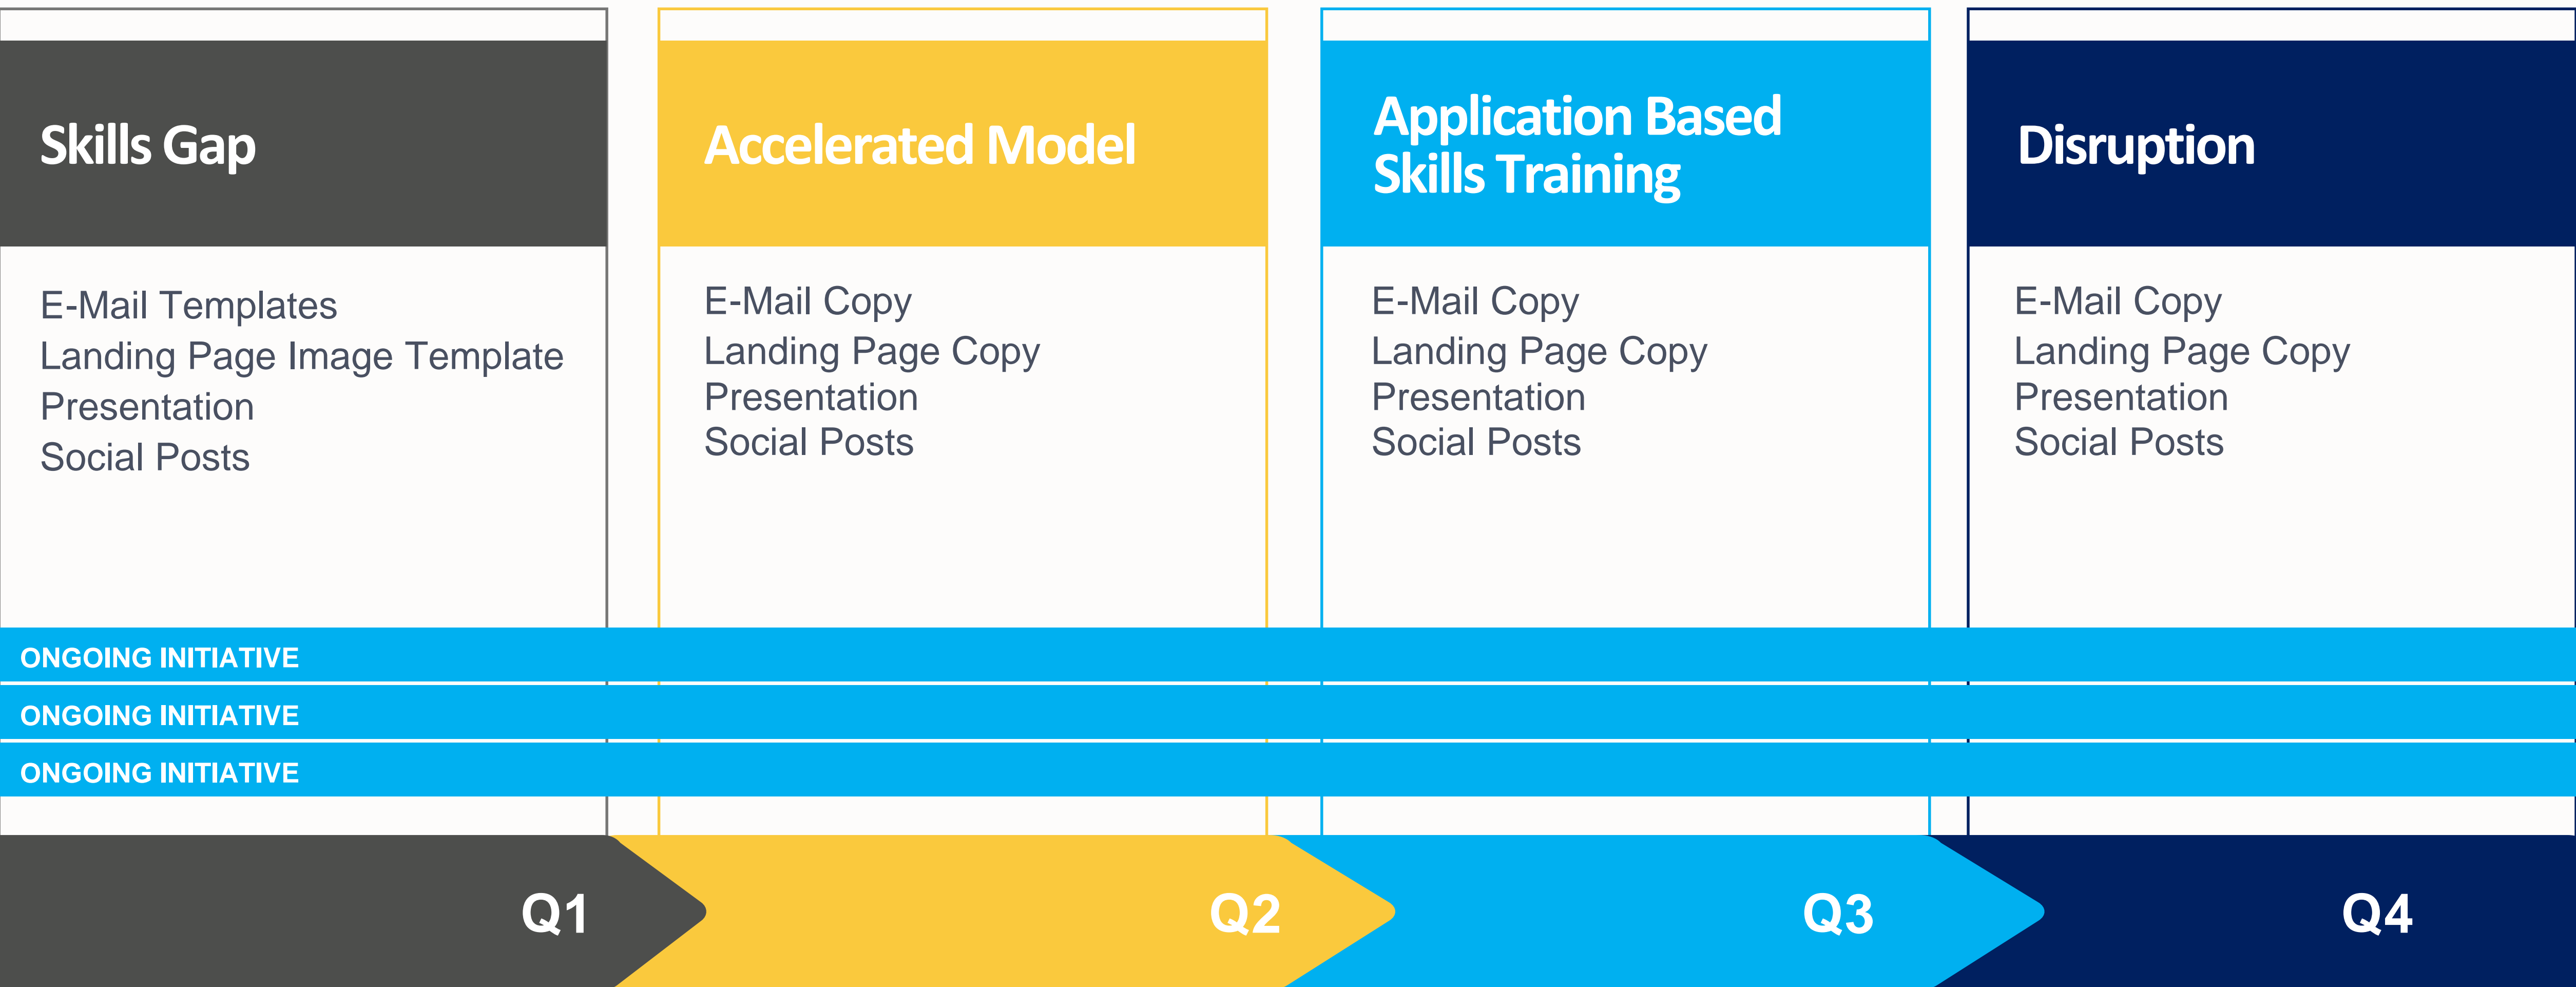 Skills Gap
E-Mail Templates
Landing Page Image Template
Presentation
Social Posts
Accelerated Model
E-Mail Copy
Landing Page Copy
Presentation
Social Posts
Application Based
Skills Training
E-Mail Copy
Landing Page Copy
Presentation
Social Posts
Disruption
E-Mail Copy
Landing Page Copy
Presentation
Social Posts
ONGOING INITIATIVE
ONGOING INITIATIVE
ONGOING INITIATIVE
Q1
Q2
Q3
Q4